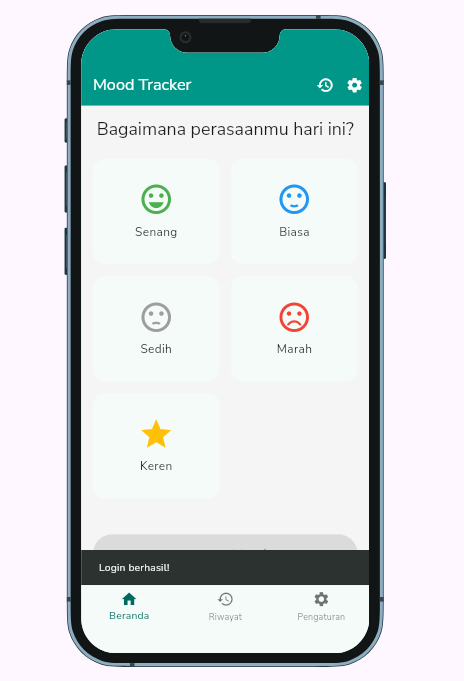 Mood Tracker
Bagaimana perasaanmu hari ini?
Senang
Biasa
Sedih
Marah
Keren
Login berhasil!
Beranda
Riwayat
Pengaturan